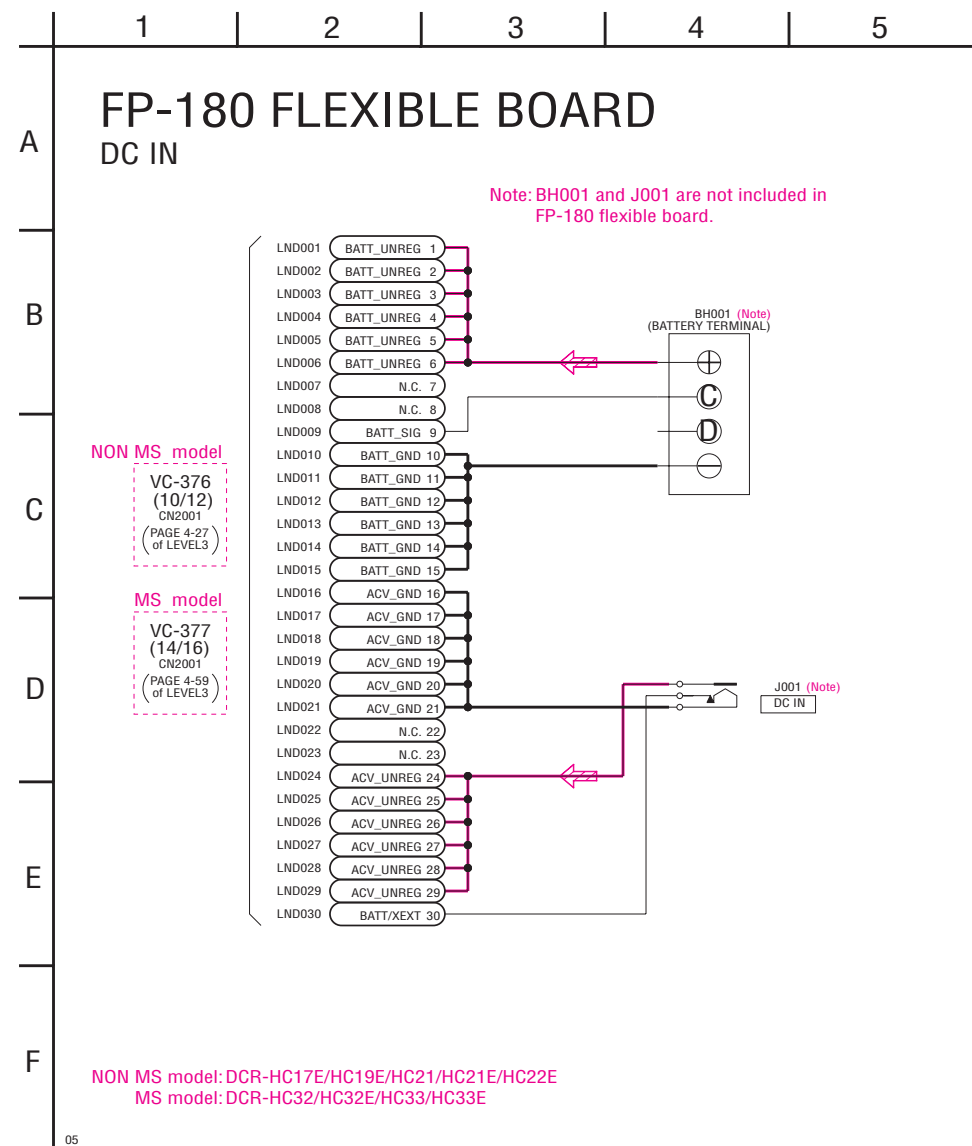 1 2 3 4 5
FP-180 FLEXIBLE BOARD
A
DC IN
Note: BH001 and J001 are not included in
FP-180 flexible board.
LND001 BATT_UNREG 1
LND002 BATT_UNREG 2
LND003 BATT_UNREG 3
B
LND004 BATT_UNREG 4
BH001 (Note)
(BATTERY TERMINAL)
LND005 BATT_UNREG 5
LND006 BATT_UNREG 6
LND007 N.C. 7
C
LND008 N.C. 8
LND009 BATT_SIG 9
D
NON MS model
LND010 BATT_GND 10
LND011 BATT_GND 11
VC-376
(10/12)
CN2001
(PAGE 4-27
of LEVEL3)
LND012 BATT_GND 12
C
LND013 BATT_GND 13
LND014 BATT_GND 14
LND015 BATT_GND 15
LND016 ACV_GND 16
MS model
LND017 ACV_GND 17
VC-377
(14/16)
CN2001
(PAGE 4-59
of LEVEL3)
LND018 ACV_GND 18
LND019 ACV_GND 19
LND020 ACV_GND 20
D
J001 (Note)
DC IN
LND021 ACV_GND 21
LND022 N.C. 22
LND023 N.C. 23
LND024 ACV_UNREG 24
LND025 ACV_UNREG 25
LND026 ACV_UNREG 26
LND027 ACV_UNREG 27
LND028 ACV_UNREG 28
E
LND029 ACV_UNREG 29
LND030 BATT/XEXT 30
F
NON MS model: DCR-HC17E/HC19E/HC21/HC21E/HC22E
MS model: DCR-HC32/HC32E/HC33/HC33E
05